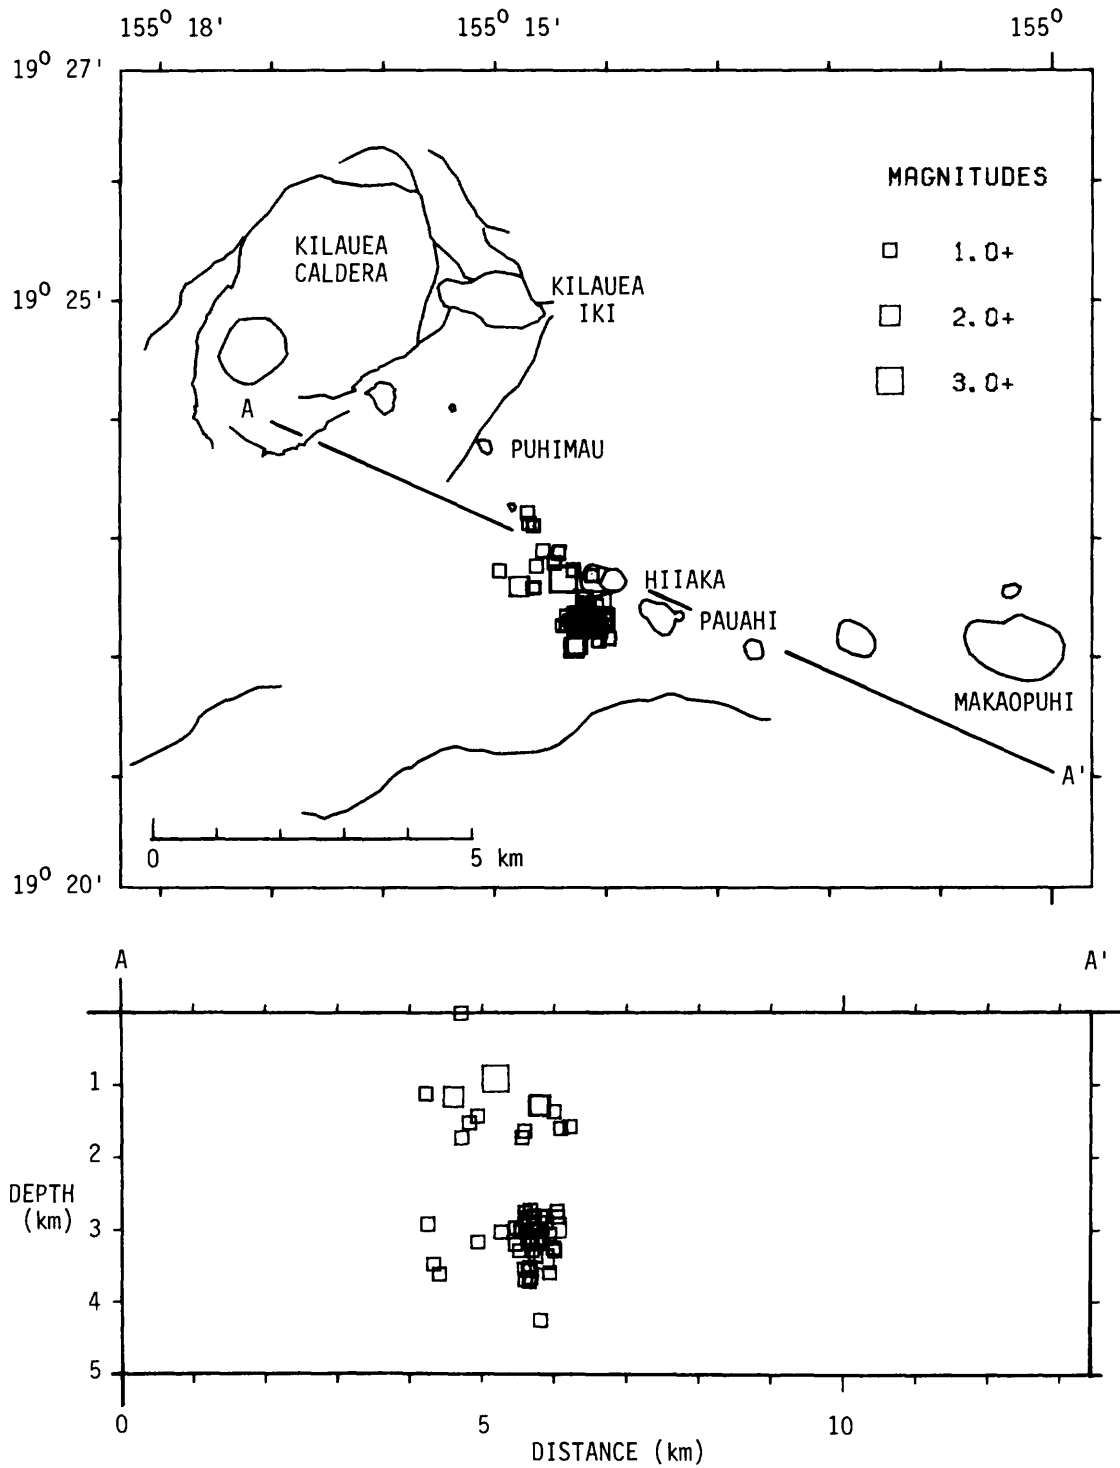 155° 18' 155° 15' 155°
19° 27'
MAGNITUDES
KILAUEA
CALDERA
1.0+
19° 25'
KILAUEA
IKI
2.0+
3.0+
A
PUHIMAU
HIIAKA
PAUAHI
MAKAOPUHI
A'
0 5 km
19° 20'
A A'
1
2
DEPTH
(km)
3
4
5
0 5 10
DISTANCE (km)